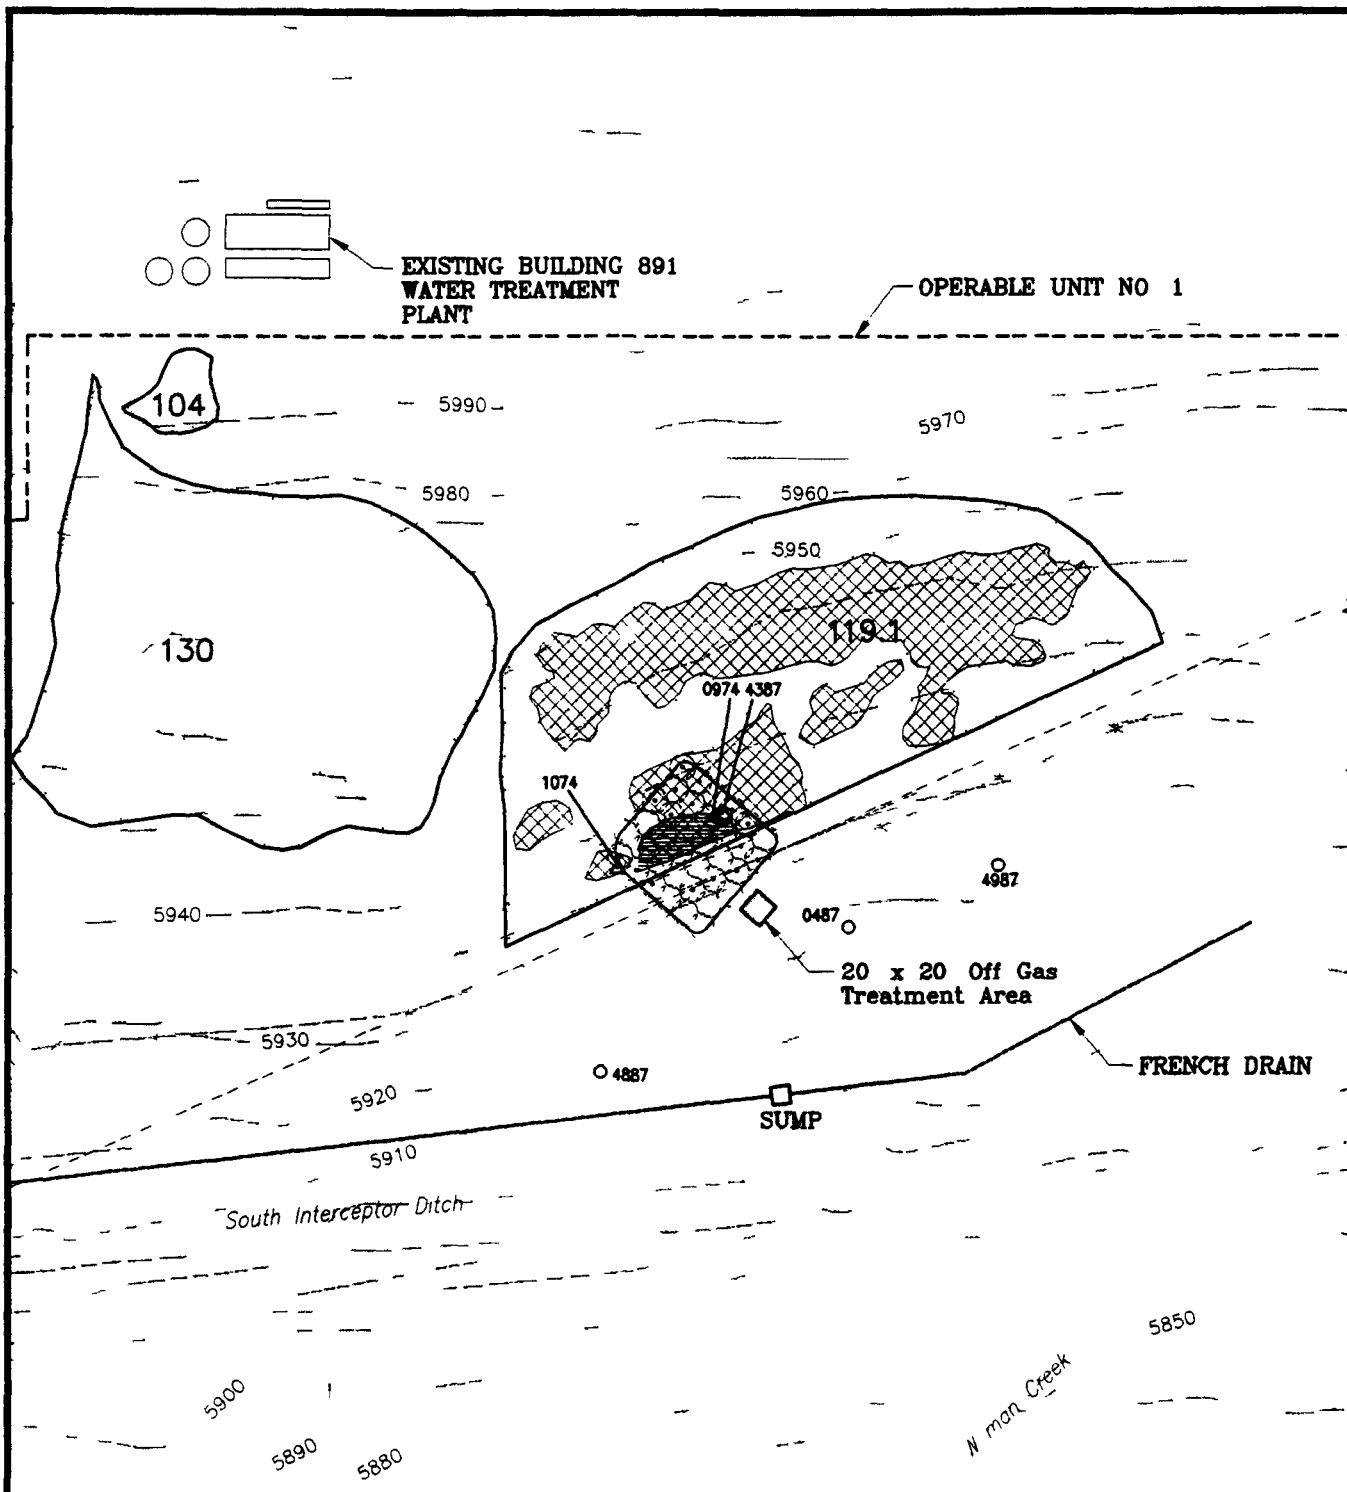 EXISTING BUILDING 891
WATER TREATMENT
PLANT
OPERABLE UNIT NO 1
104
5990
5970
5980
5960
5950
130
119.1
0974 4387
1074
4987
5940
0487
20 x 20 Off Gas
Treatment Area
5930
FRENCH DRAIN
4887
5920
SUMP
5910
South Interceptor Ditch
5850
N man Creek
5900
5890
5880